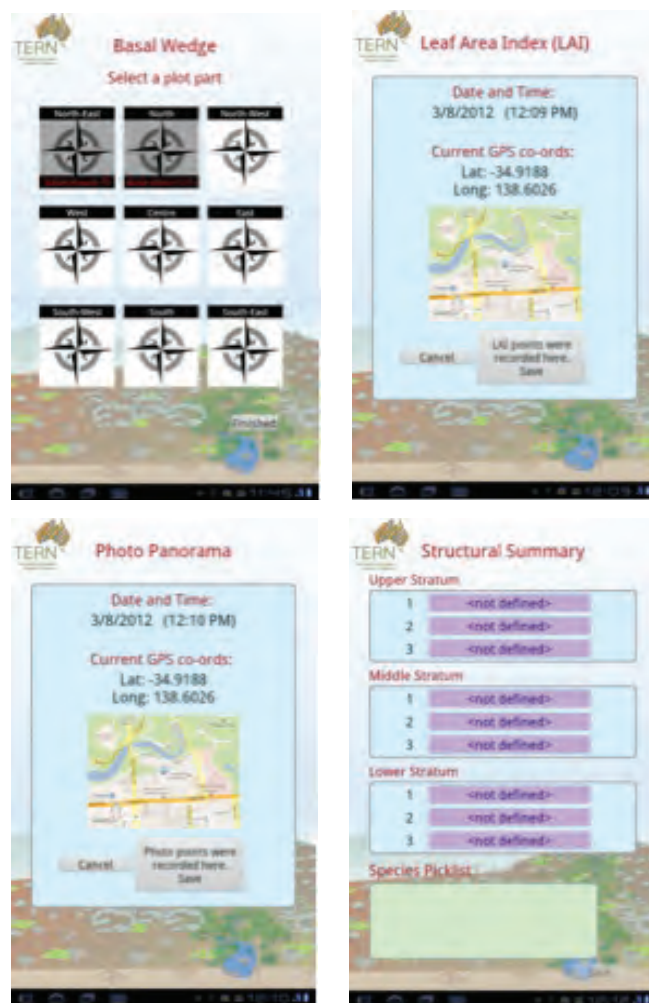 TERN
Basal Wedge
Select a plot part
North-East
North
North-West
West
Centre
East
South-West
South
South-East
Finished
TERN
Leaf Area Index (LAI)
Date and Time:
3/8/2012 (12:09 PM)
Current GPS co-ords:
Lat: -34.9188
Long: 138.6026
Cancel
LAI points were
recorded here.
Save
TERN
Photo Panorama
Date and Time:
3/8/2012 (12:10 PM)
Current GPS co-ords:
Lat: -34.9188
Long: 138.6026
Cancel
Photo points were
recorded here.
Save
TERN
Structural Summary
Upper Stratum
1 <not defined>
2 <not defined>
3 <not defined>
Middle Stratum
1 <not defined>
2 <not defined>
3 <not defined>
Lower Stratum
1 <not defined>
2 <not defined>
3 <not defined>
Species Picklist